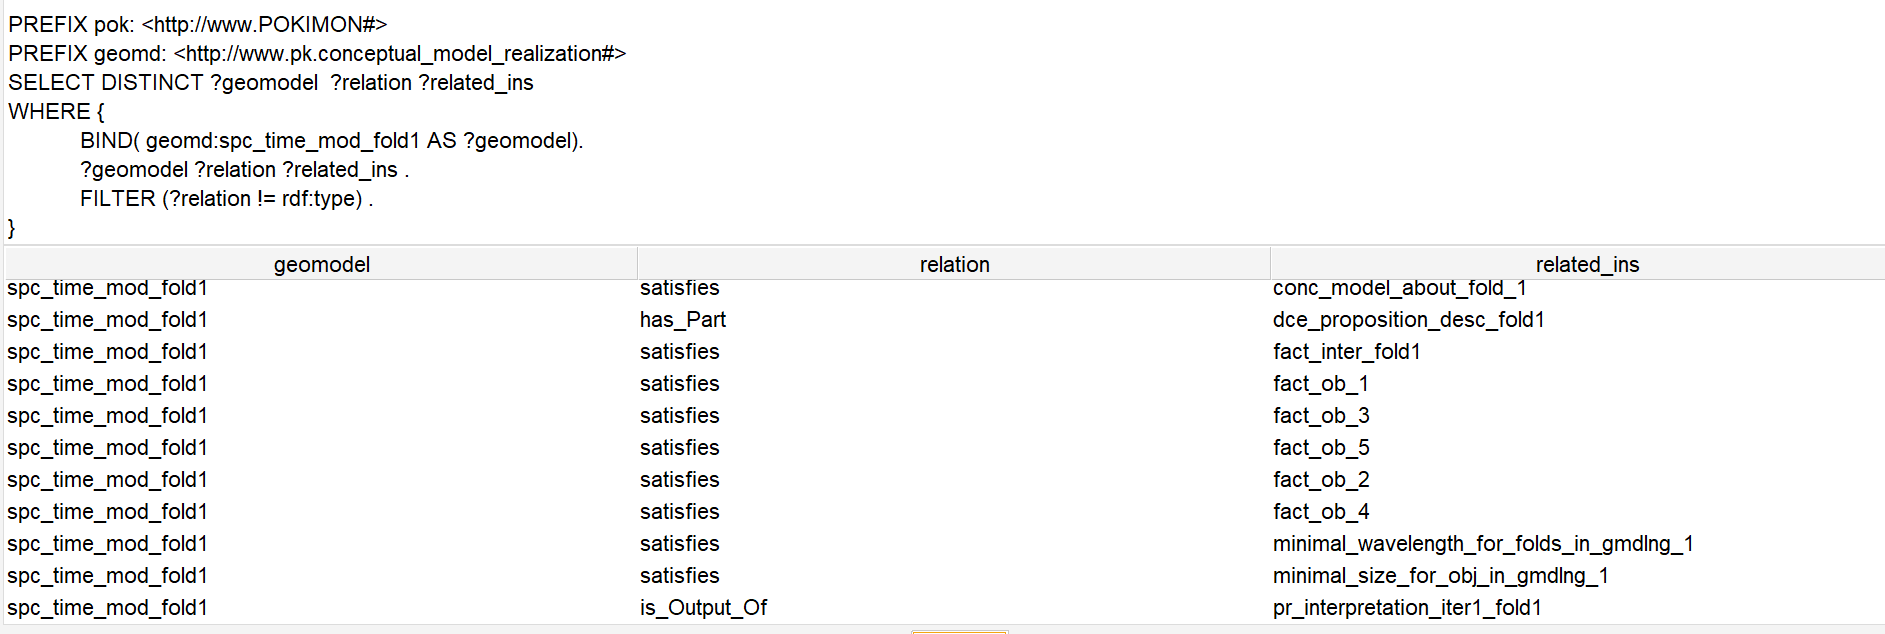 PREFIX pok: <http://www.POKIMON#>
PREFIX geomd: <http://www.pk.conceptual_model_realization#>
SELECT DISTINCT ?geomodel  ?relation ?related_ins
WHERE {
BIND( geomd:spc_time_mod_fold1 AS ?geomodel).
?geomodel ?relation ?related_ins .
FILTER (?relation != rdf:type) .
}
geomodel relation related_ins
spc_time_mod_fold1 satisfies conc_model_about_fold_1
spc_time_mod_fold1 has_Part dce_proposition_desc_fold1
spc_time_mod_fold1 satisfies fact_inter_fold1
spc_time_mod_fold1 satisfies fact_ob_1
spc_time_mod_fold1 satisfies fact_ob_3
spc_time_mod_fold1 satisfies fact_ob_5
spc_time_mod_fold1 satisfies fact_ob_2
spc_time_mod_fold1 satisfies fact_ob_4
spc_time_mod_fold1 satisfies minimal_wavelength_for_folds_in_gmdlng_1
spc_time_mod_fold1 satisfies minimal_size_for_obj_in_gmdlng_1
spc_time_mod_fold1 is_Output_Of pr_interpretation_iter1_fold1